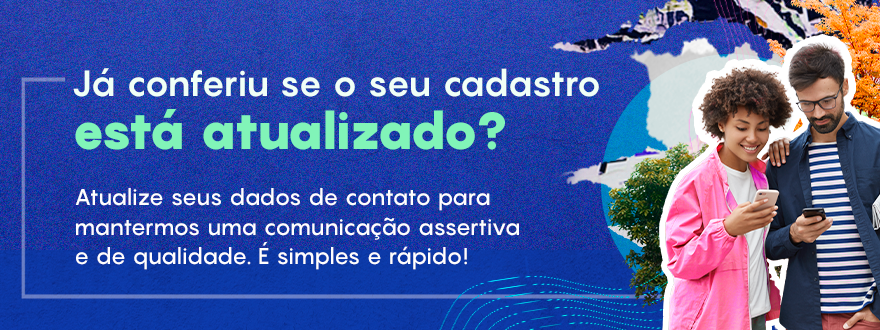 Já conferiu se o seu cadastro
está atualizado?
Atualize seus dados de contato para
mantermos uma comunicação assertiva
e de qualidade. É simples e rápido!